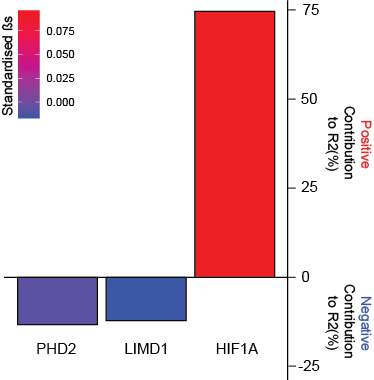 Standardised ßs
0.075
0.050
0.025
0.000
75
50
25
0
-25
Positive
Contribution
to R2(%)
Negative
Contribution
to R2(%)
PHD2
LIMD1
HIF1A